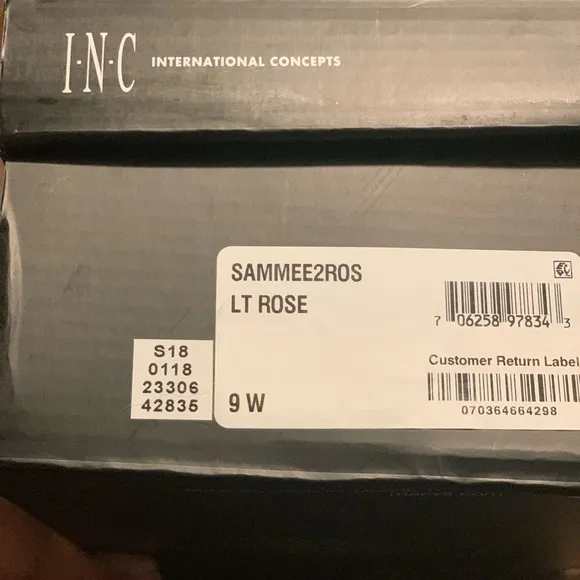 I·N·C INTERNATIONAL CONCEPTS
SAMMEE2ROS
LT ROSE
7 06258 97834 3
Customer Return Label
S18
0118
23306
42835
9 W
070364664298